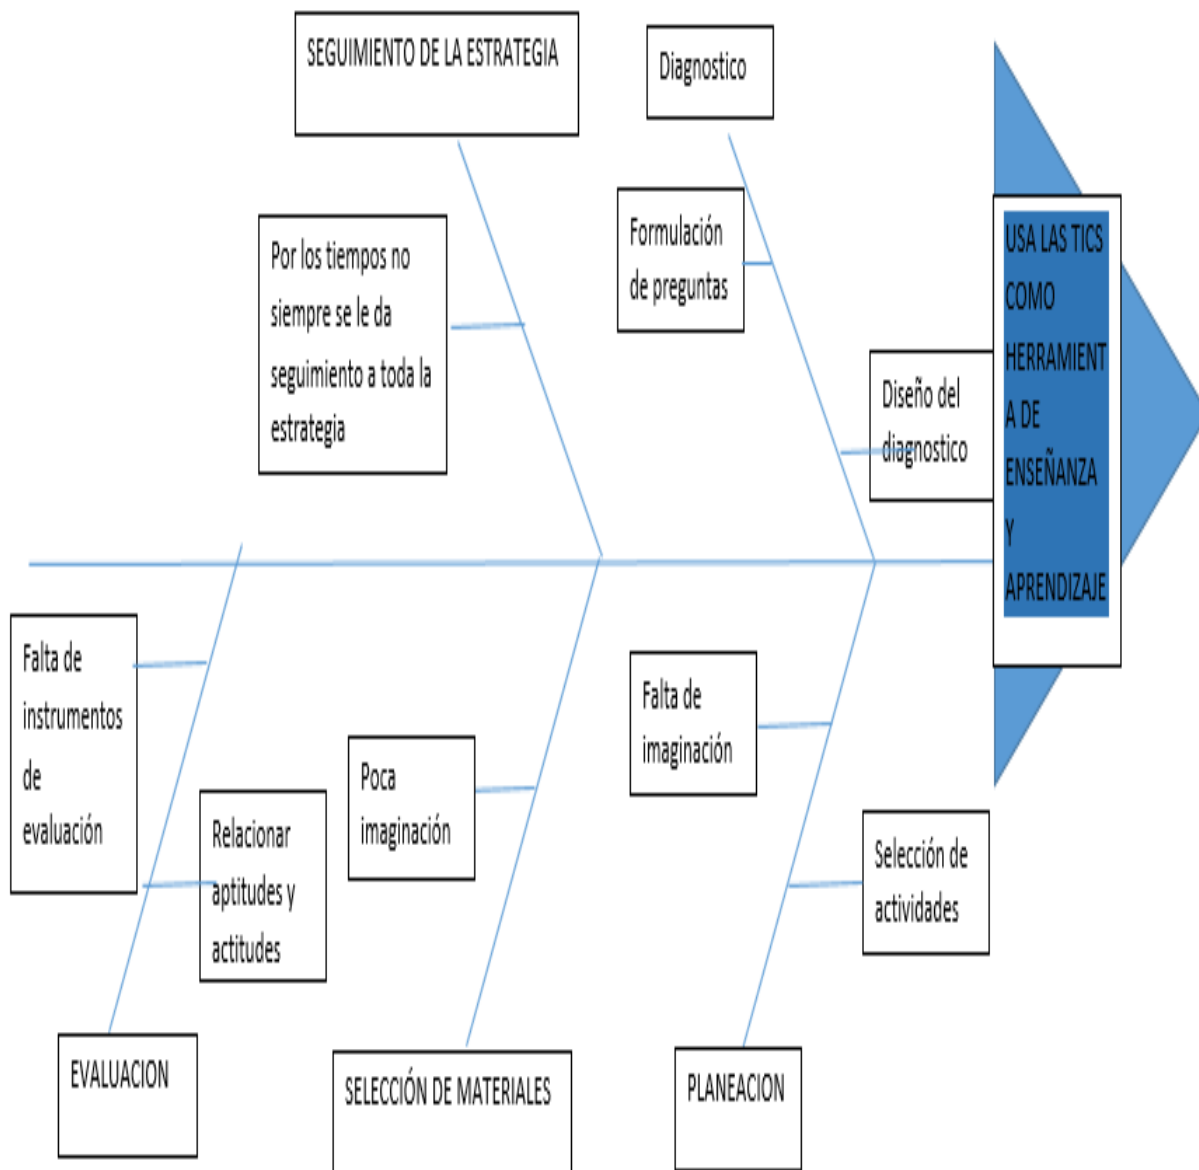 SEGUIMIENTO DE LA ESTRATEGIA
Diagnostico
Por los tiempos no
siempre se le da
seguimiento a toda la
estrategia
Formulación
de preguntas
Diseño del
diagnostico
USA LAS TICS
COMO
HERRAMIENT
A DE
ENSEÑANZA
Y
APRENDIZAJE
Falta de
instrumentos
de
evaluación
Relacionar
aptitudes y
actitudes
Poca
imaginación
Falta de
imaginación
Selección de
actividades
EVALUACION
SELECCIÓN DE MATERIALES
PLANEACION